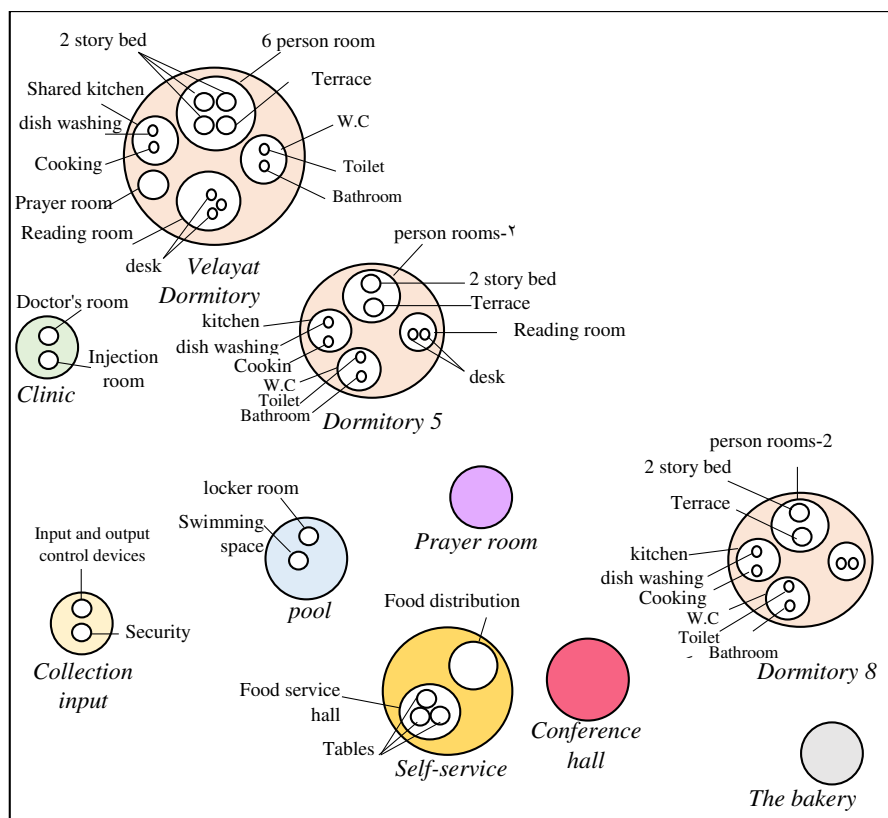 2 story bed
6 person room
Terrace
Shared kitchen
dish washing
W.C
Cooking
Toilet
Prayer room
Bathroom
Reading room
desk
Velayat
Dormitory
person rooms-۲
2 story bed
Terrace
kitchen
Reading room
dish washing
Cookin
W.C
desk
Toilet
Bathroom
Dormitory 5
Doctor's room
Injection
room
Clinic
person rooms-2
2 story bed
Terrace
kitchen
dish washing
Cooking
W.C
Toilet
Bathroom
Dormitory 8
locker room
Swimming
space
pool
Prayer room
Input and output
control devices
Security
Collection
input
Food distribution
Food service
hall
Tables
Self-service
Conference
hall
The bakery